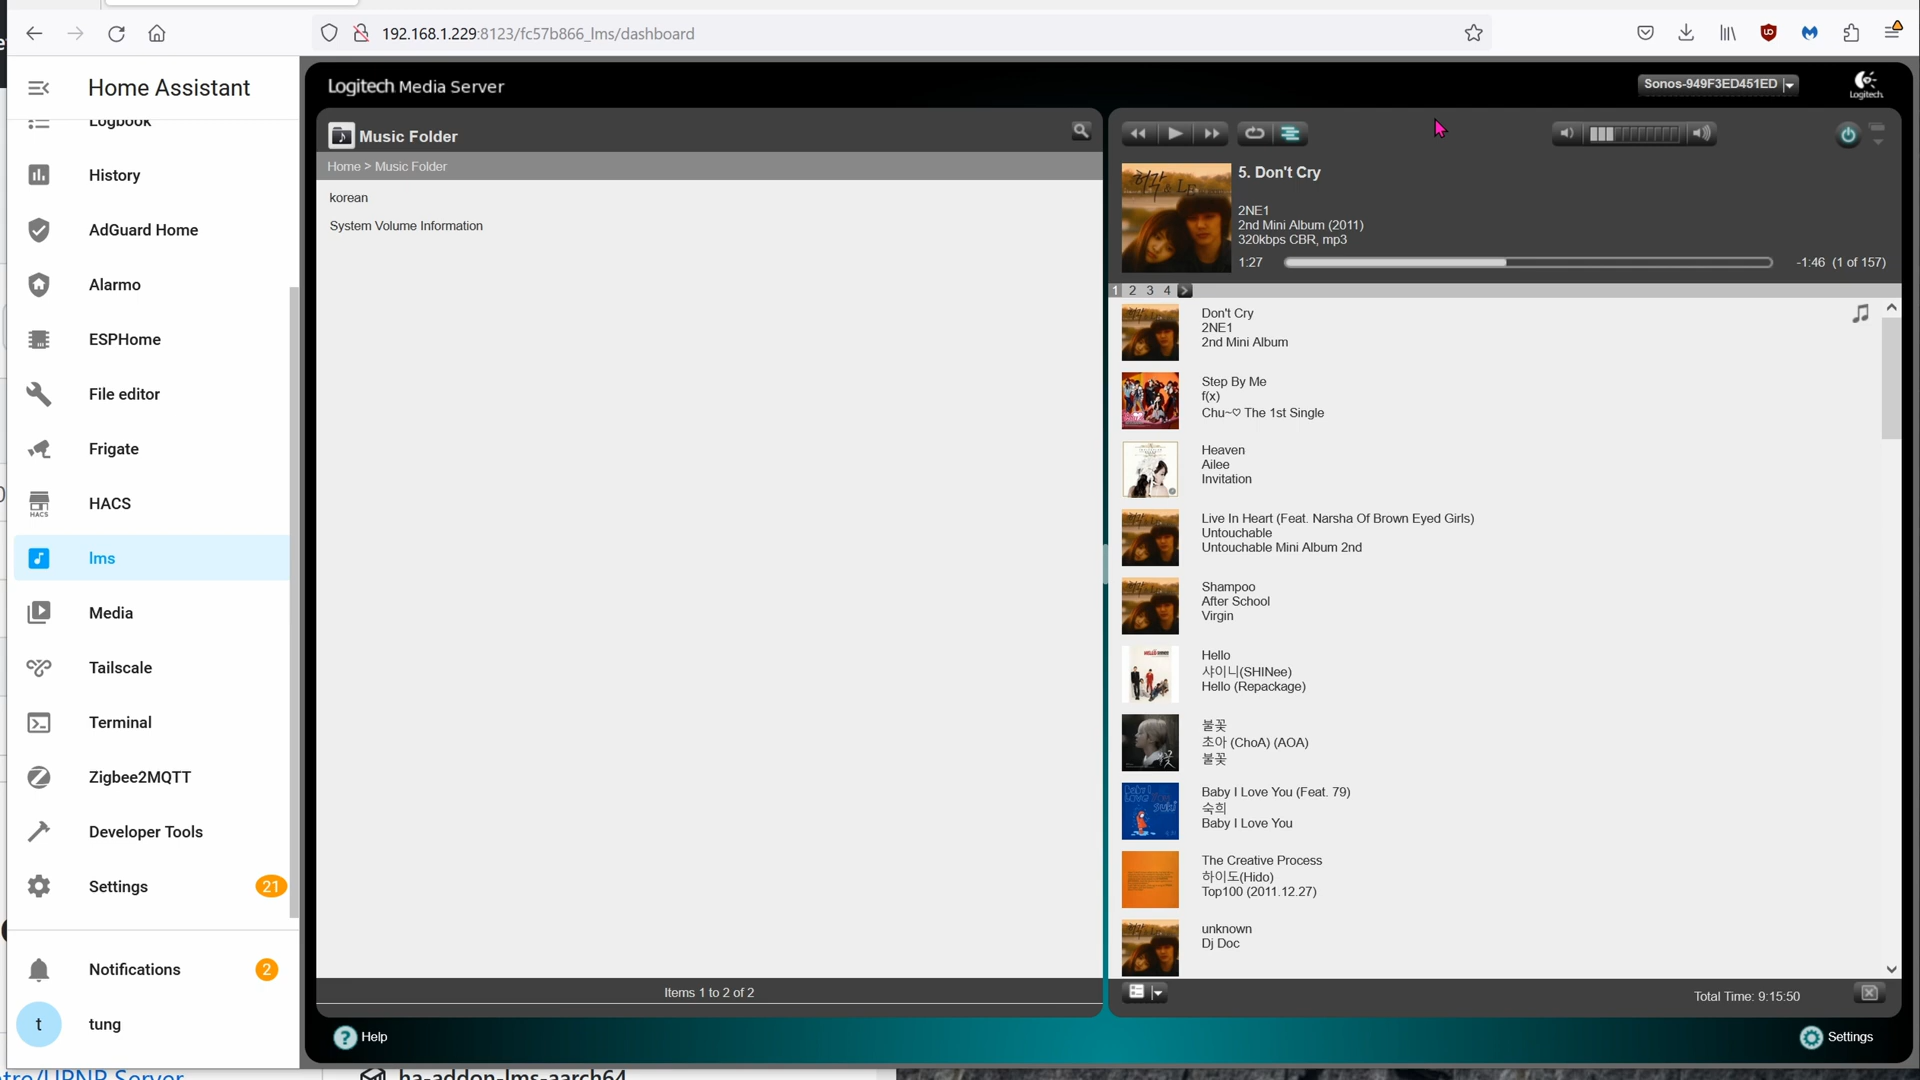 192.168.1.229:8123/fc57b866_lms/dashboard
Home Assistant
Logbook
History
AdGuard Home
Alarmo
ESPHome
File editor
Frigate
HACS
HACS
lms
Media
Tailscale
Terminal
Zigbee2MQTT
Developer Tools
Settings 21
Notifications 2
t tung
Logitech Media Server
Sonos-949F3ED451ED
Logitech
Music Folder
Home > Music Folder
korean
System Volume Information
Items 1 to 2 of 2
5. Don't Cry
2NE1
2nd Mini Album (2011)
320kbps CBR, mp3
1:27 -1:46 (1 of 157)
1 2 3 4 >
Don't Cry
2NE1
2nd Mini Album
Step By Me
f(x)
Chu~♡ The 1st Single
Heaven
Ailee
Invitation
Live In Heart (Feat. Narsha Of Brown Eyed Girls)
Untouchable
Untouchable Mini Album 2nd
Shampoo
After School
Virgin
Hello
샤이니(SHINee)
Hello (Repackage)
불꽃
초아 (ChoA) (AOA)
불꽃
Baby I Love You (Feat. 79)
숙희
Baby I Love You
The Creative Process
하이도(Hido)
Top100 (2011.12.27)
unknown
Dj Doc
Total Time: 9:15:50
? Help
Settings
tre/UPNP Server
ha-addon-lms-aarch64